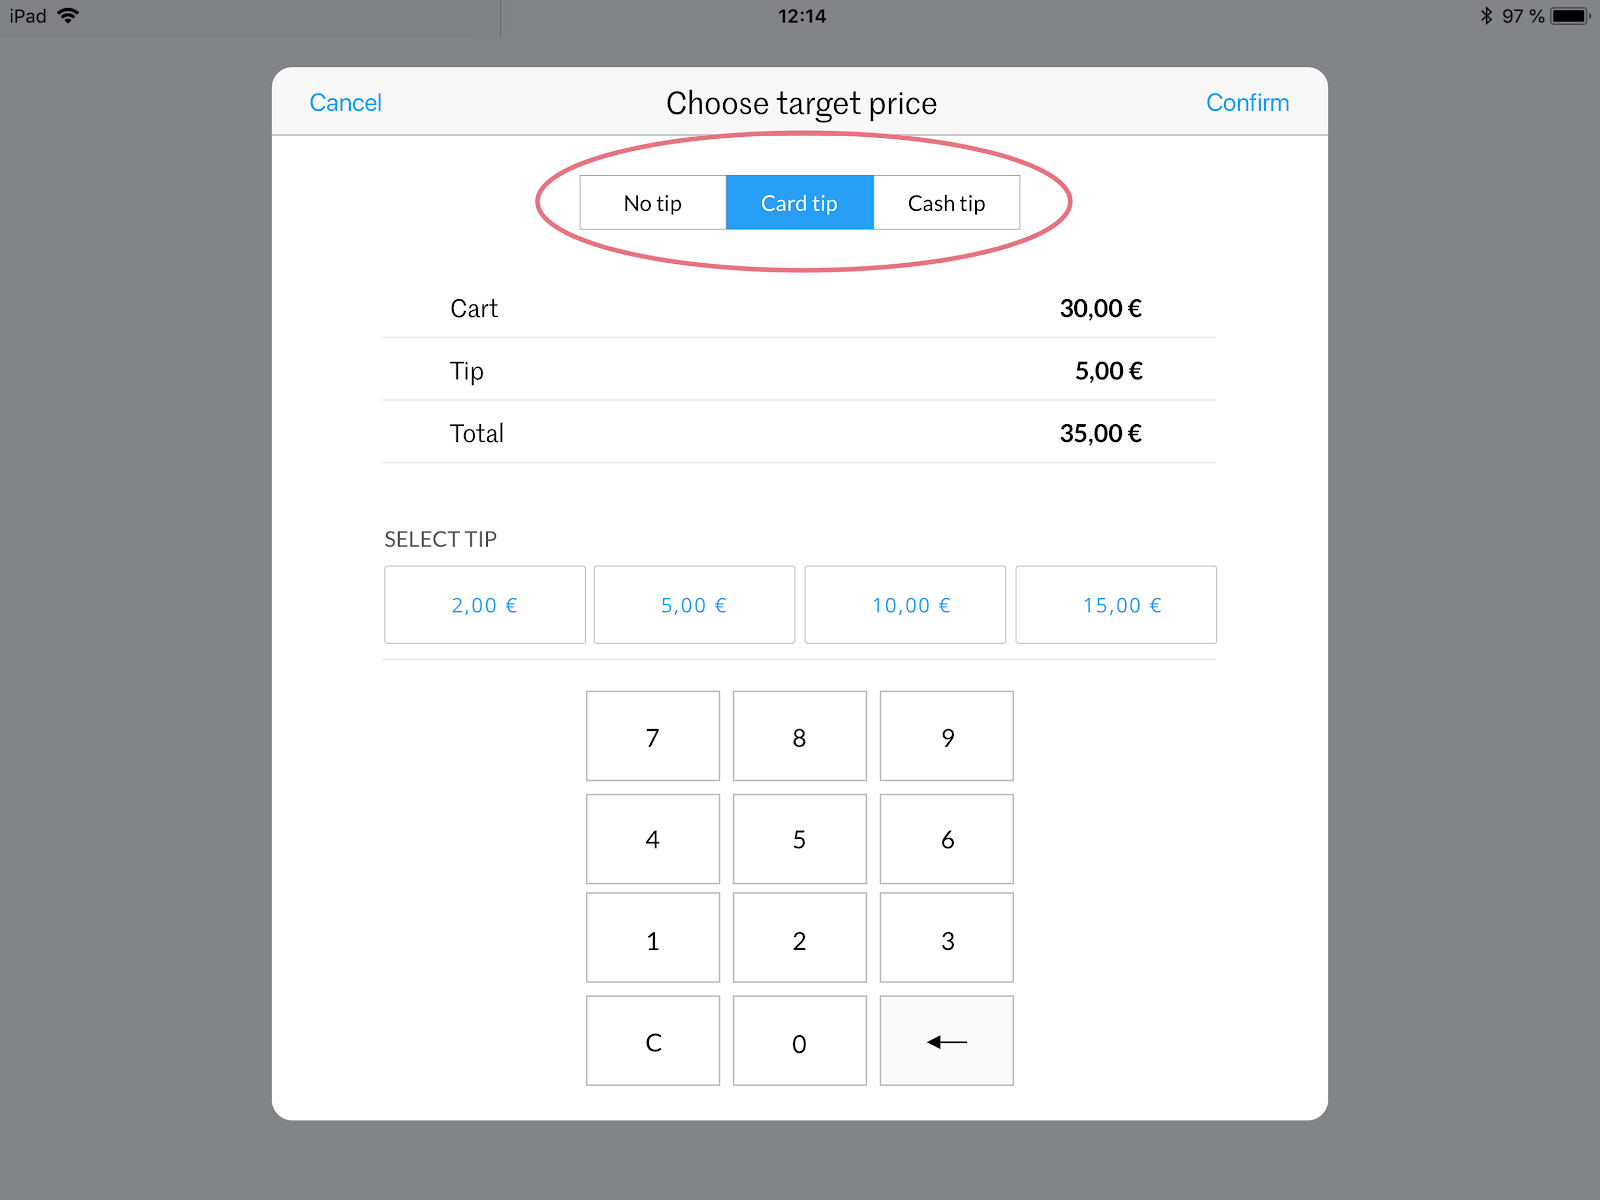 iPad 12:14 97 %
Cancel Choose target price Confirm
No tip Card tip Cash tip
Cart 30,00 €
Tip 5,00 €
Total 35,00 €
SELECT TIP
2,00 € 5,00 € 10,00 € 15,00 €
7 8 9
4 5 6
1 2 3
C 0